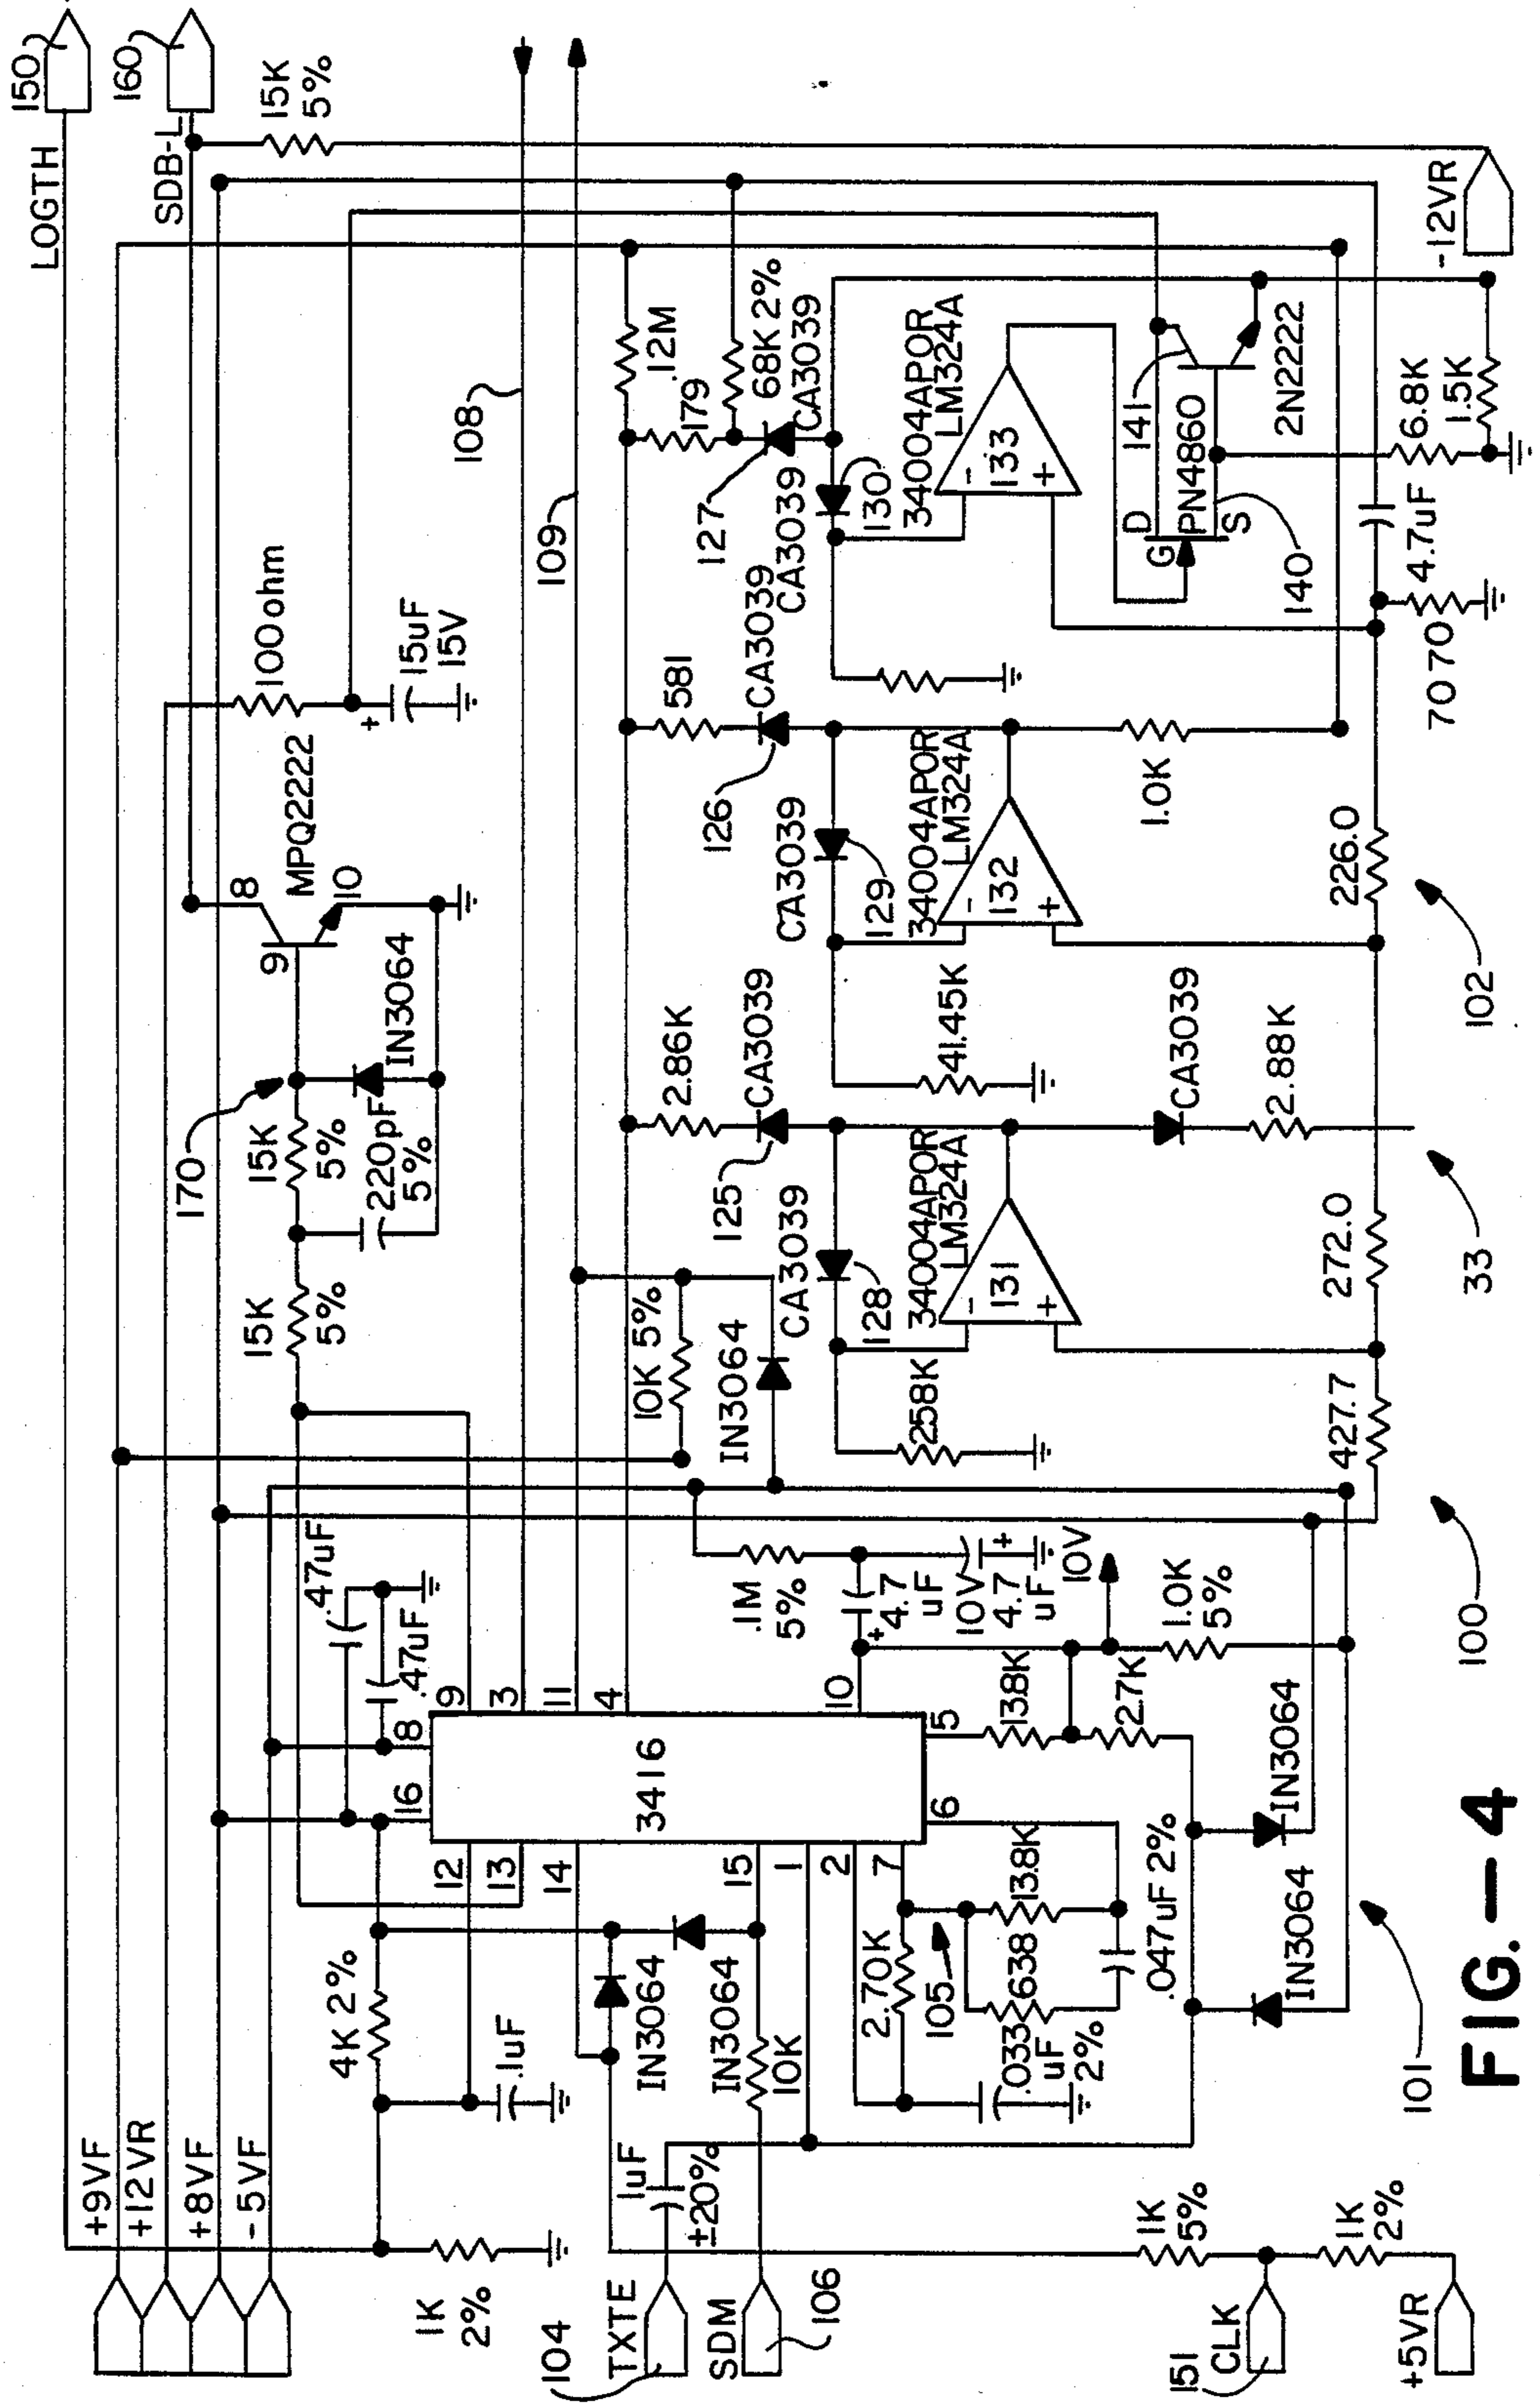 LOGTH
150
SDB-L
160
+9VF
+12VR
+8VF
-5VF
15K
5%
-12VR
1K
2%
4K 2%
.1uF
.47uF
.47uF
16
8
12
13
14
15
1
2
7
9
3
11
4
10
5
6
3416
170
15K
5%
15K
5%
220pF
5%
IN3064
9
8
10
MPQ2222
100ohm
+
15uF
15V
108
109
104
TXTE
1uF
±20%
SDM
106
IN3064
IN3064
10K
2.70K
105
.033
uF
2%
638
13.8K
.047uF 2%
13.8K
2.7K
.1M
5%
+
4.7
uF
10V
4.7
uF
+
10V
1.0K
5%
10K 5%
IN3064
IN3064
IN3064
2.86K
CA3039
125
CA3039
128
258K
34004APOR
LM324A
131
-
+
CA3039
2.88K
581
CA3039
126
CA3039
129
41.45K
34004APOR
LM324A
132
-
+
1.0K
.12M
179
68K 2%
CA3039
127
CA3039
130
34004APOR
LM324A
133
-
+
141
D
G
S
PN4860
140
2N2222
6.8K
1.5K
4.7uF
7070
427.7
272.0
226.0
151
CLK
1K
5%
1K
2%
+5VR
101
100
33
102
FIG.-4